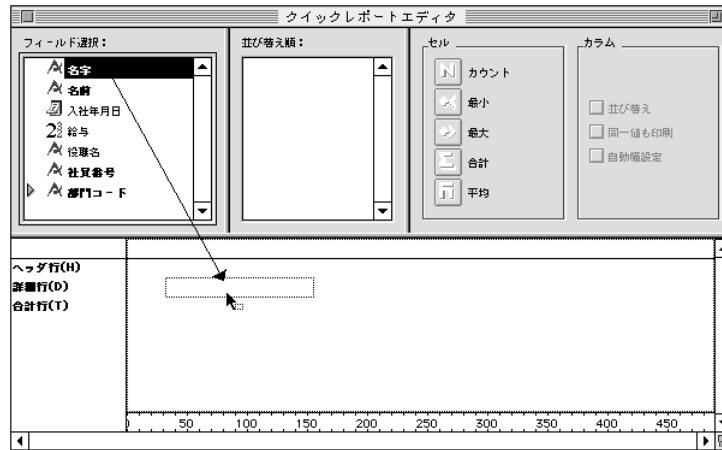 クイックレポートエディタ
フィールド選択:
名字
名前
入社年月日
給与
役職名
社員番号
部門コード
並び替え順:
セル
カウント
最小
最大
合計
平均
カラム
並び替え
同一値も印刷
自動幅設定
ヘッダ行(H)
詳細行(D)
合計行(T)
0 50 100 150 200 250 300 350 400 450